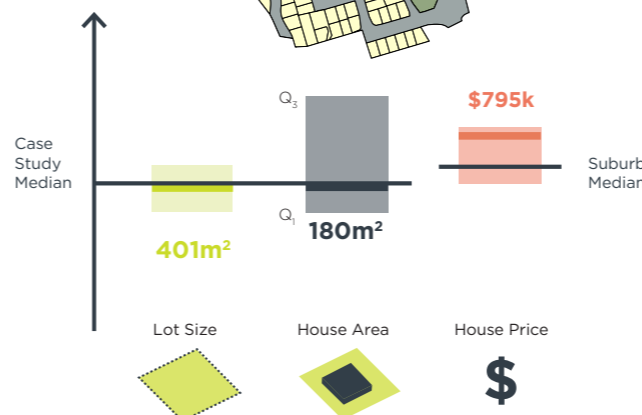 $795k
Q₃
Case
Study
Median
Suburb
Median
Q₁
180m²
401m²
Lot Size
House Area
House Price
$